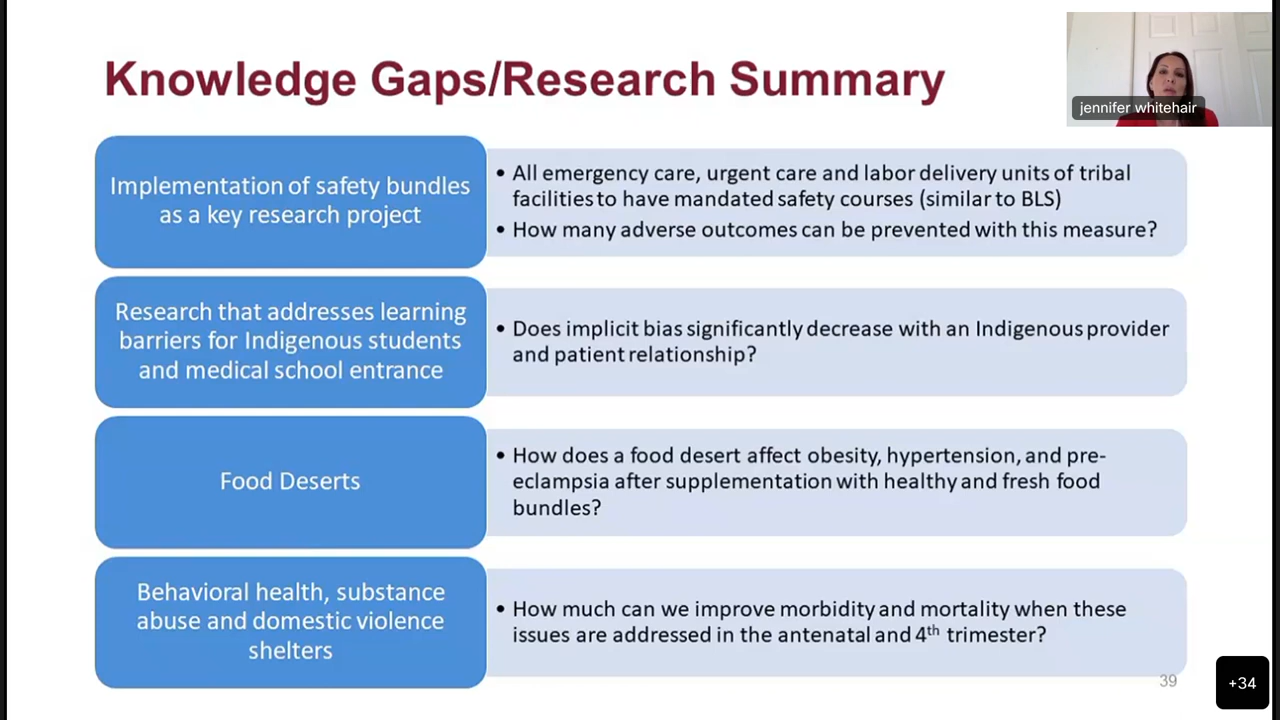 Knowledge Gaps/Research Summary
jennifer whitehair
Implementation of safety bundles
as a key research project
• All emergency care, urgent care and labor delivery units of tribal
facilities to have mandated safety courses (similar to BLS)
• How many adverse outcomes can be prevented with this measure?
Research that addresses learning
barriers for Indigenous students
and medical school entrance
• Does implicit bias significantly decrease with an Indigenous provider
and patient relationship?
Food Deserts
• How does a food desert affect obesity, hypertension, and pre-
eclampsia after supplementation with healthy and fresh food
bundles?
Behavioral health, substance
abuse and domestic violence
shelters
• How much can we improve morbidity and mortality when these
issues are addressed in the antenatal and 4th trimester?
39
+34